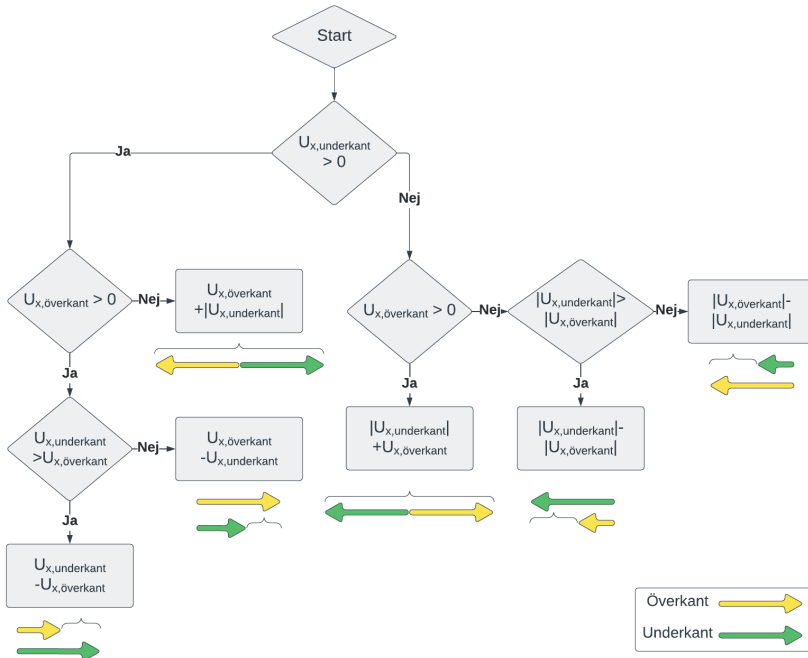 Start
Uₓ,underkant
> 0
Ja
Nej
Uₓ,överkant > 0
Nej
Uₓ,överkant
+|Uₓ,underkant|
Uₓ,överkant > 0
Nej
|Uₓ,underkant|>
|Uₓ,överkant|
Nej
|Uₓ,överkant|-
|Uₓ,underkant|
Ja
Ja
Ja
Uₓ,underkant
>Uₓ,överkant
Nej
Uₓ,överkant
-Uₓ,underkant
|Uₓ,underkant|
+Uₓ,överkant
|Uₓ,underkant|-
|Uₓ,överkant|
Ja
Uₓ,underkant
-Uₓ,överkant
Överkant
Underkant